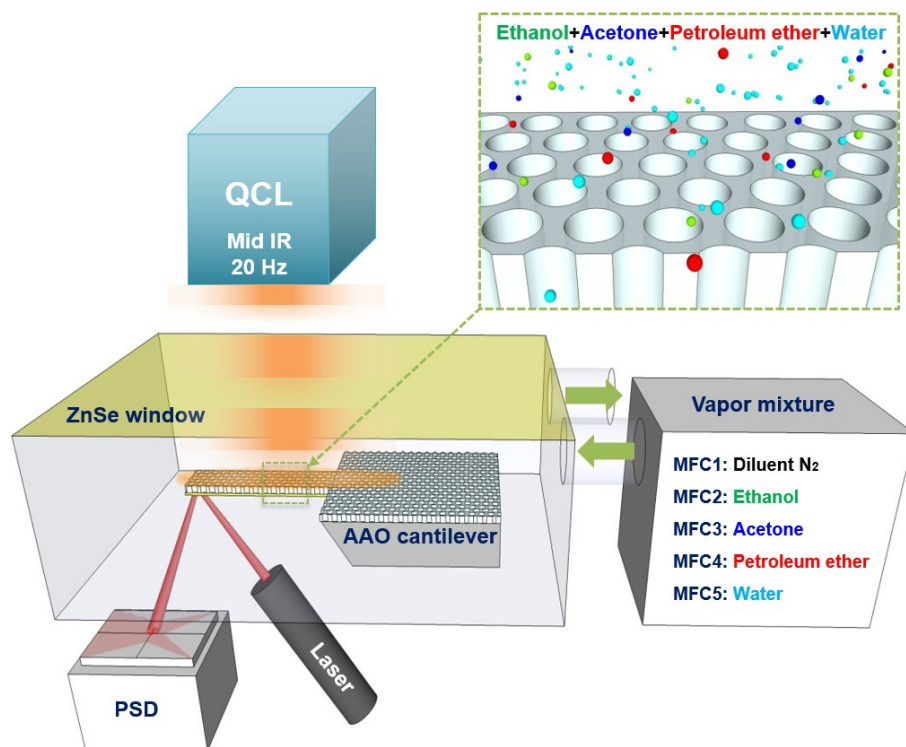 Ethanol+Acetone+Petroleum ether+Water
QCL
Mid IR
20 Hz
ZnSe window
AAO cantilever
Laser
PSD
Vapor mixture
MFC1: Diluent N₂
MFC2: Ethanol
MFC3: Acetone
MFC4: Petroleum ether
MFC5: Water